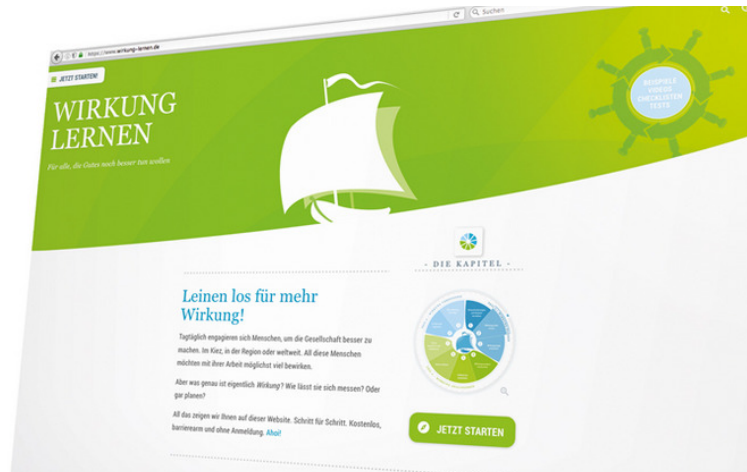 https://www.wirkung-lernen.de
Suchen
JETZT STARTEN!
WIRKUNG
LERNEN
Für alle, die Gutes noch besser tun wollen
BEISPIELE
VIDEOS
CHECKLISTEN
TESTS
- DIE KAPITEL -
Leinen los für mehr
Wirkung!
Tagtäglich engagieren sich Menschen, um die Gesellschaft besser zu
machen. Im Kiez, in der Region oder weltweit. All diese Menschen
möchten mit ihrer Arbeit möglichst viel bewirken.
Aber was genau ist eigentlich Wirkung? Wie lässt sie sich messen? Oder
gar planen?
All das zeigen wir Ihnen auf dieser Website. Schritt für Schritt. Kostenlos,
barrierearm und ohne Anmeldung. Ahoi!
JETZT STARTEN